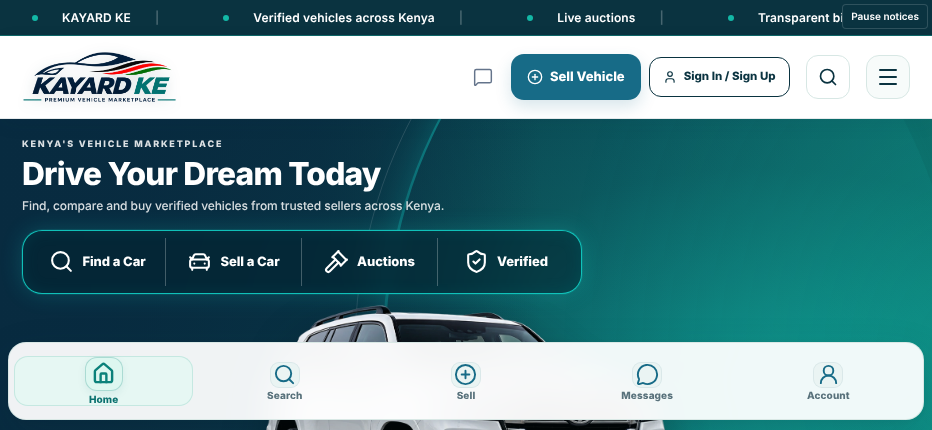 KAYARD KE
Verified vehicles across Kenya
Live auctions
Transparent
Pause notices
KAYARD KE
PREMIUM VEHICLE MARKETPLACE
Sell Vehicle
Sign In / Sign Up
KENYA'S VEHICLE MARKETPLACE
Drive Your Dream Today
Find, compare and buy verified vehicles from trusted sellers across Kenya.
Find a Car
Sell a Car
Auctions
Verified
Home
Search
Sell
Messages
Account